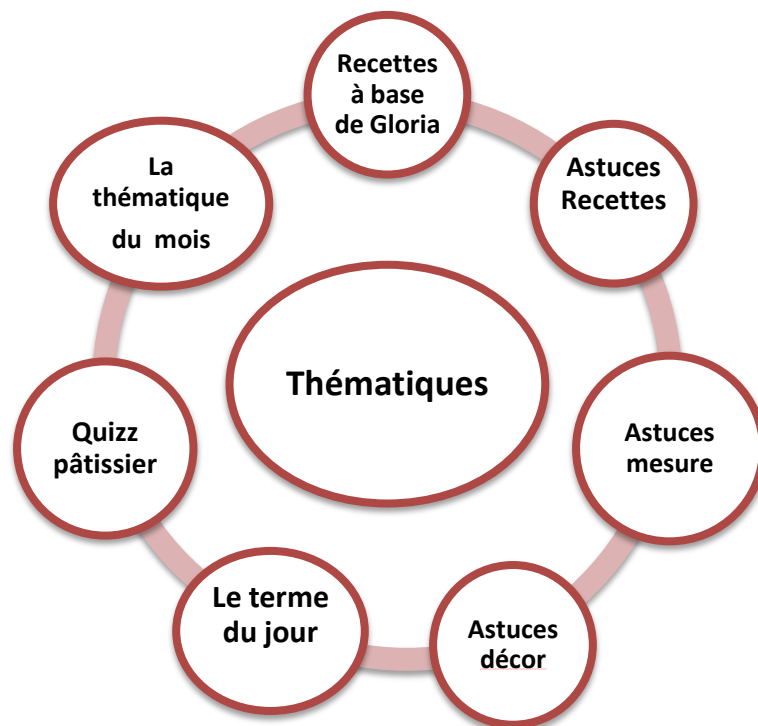 Recettes
à base
de Gloria
Astuces
Recettes
Astuces
mesure
Astuces
décor
Le terme
du jour
Quizz
pâtissier
La
thématique
du mois
Thématiques